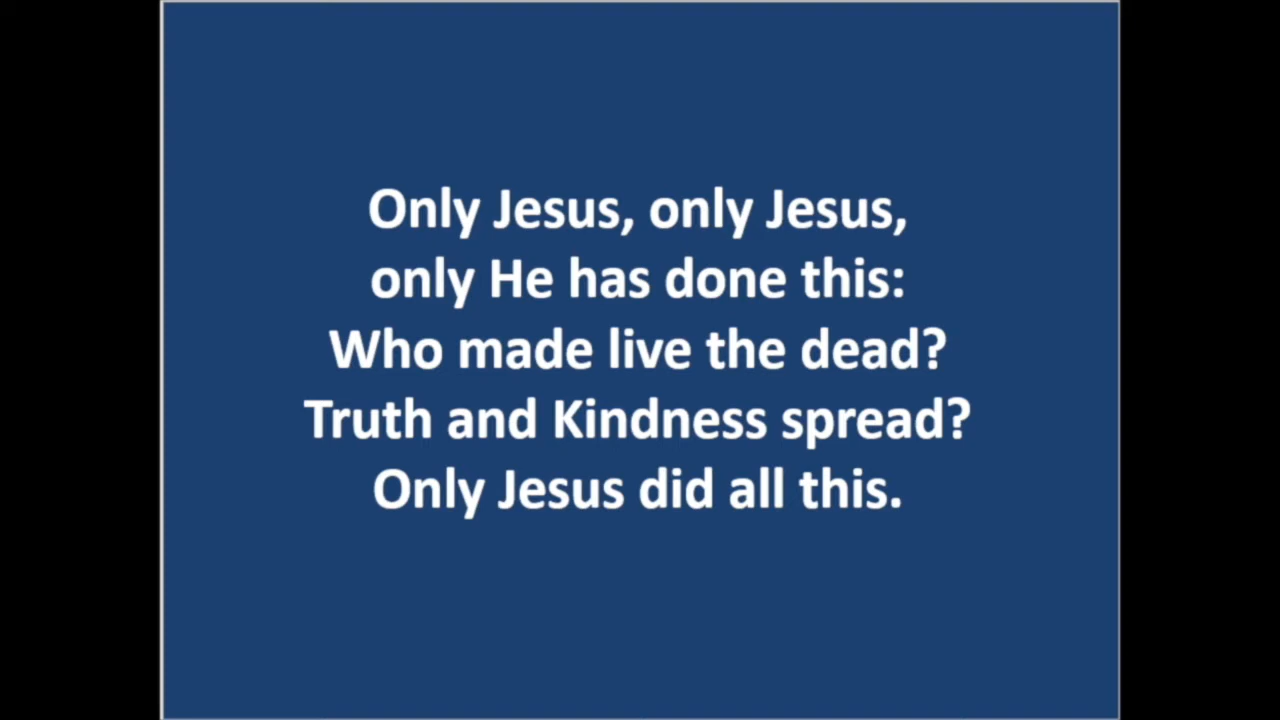 Only Jesus, only Jesus,
only He has done this:
Who made live the dead?
Truth and Kindness spread?
Only Jesus did all this.